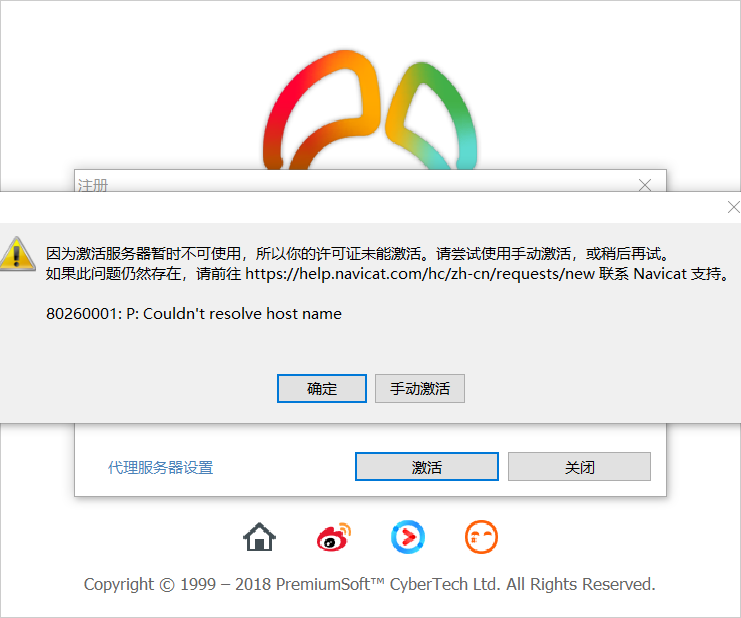 注册
因为激活服务器暂时不可使用，所以你的许可证未能激活。请尝试使用手动激活，或稍后再试。
如果此问题仍然存在，请前往 https://help.navicat.com/hc/zh-cn/requests/new 联系 Navicat 支持。
80260001: P: Couldn't resolve host name
确定 手动激活
代理服务器设置 激活 关闭
Copyright © 1999 – 2018 PremiumSoft™ CyberTech Ltd. All Rights Reserved.